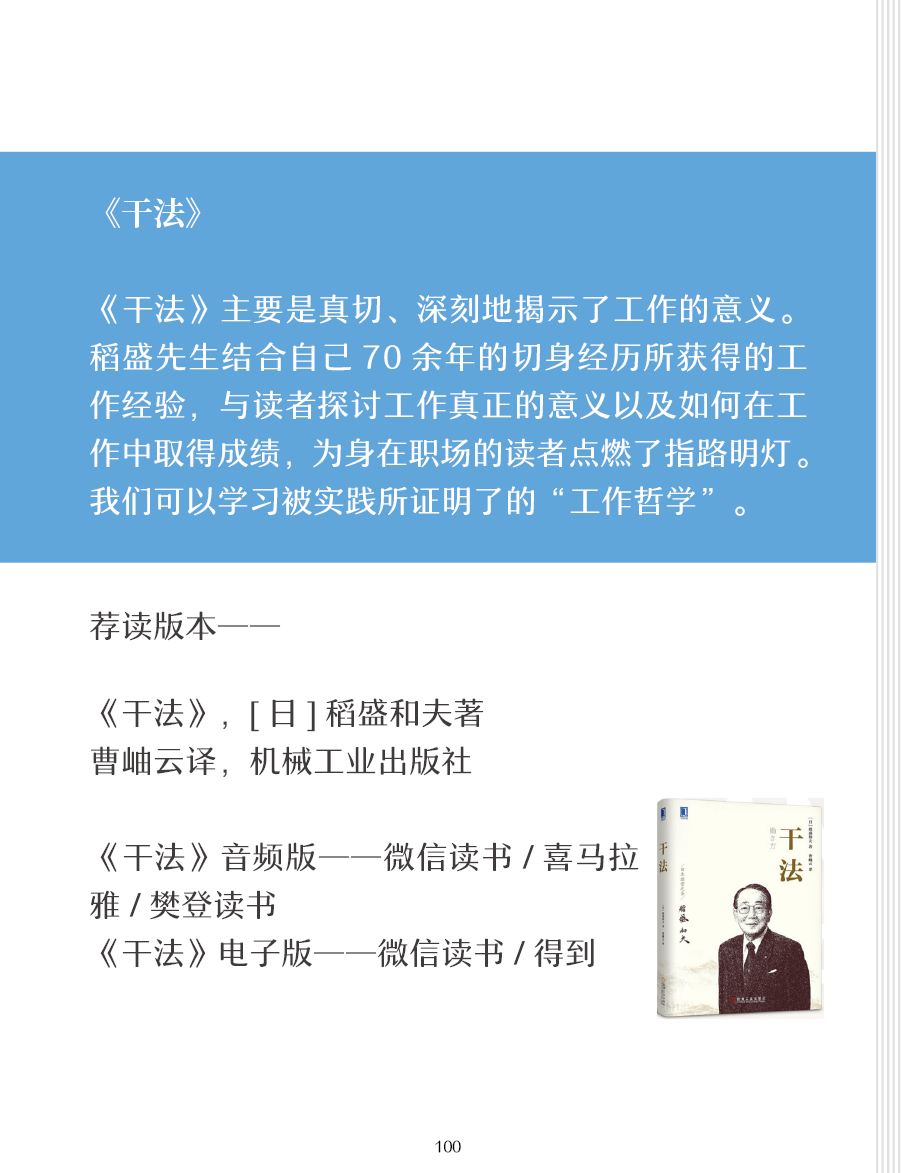 《干法》
《干法》主要是真切、深刻地揭示了工作的意义。
稻盛先生结合自己 70 余年的切身经历所获得的工
作经验，与读者探讨工作真正的意义以及如何在工
作中取得成绩，为身在职场的读者点燃了指路明灯。
我们可以学习被实践所证明了的“工作哲学”。
荐读版本——
《干法》，[ 日 ] 稻盛和夫著
曹岫云译，机械工业出版社
《干法》音频版——微信读书 / 喜马拉
雅 / 樊登读书
《干法》电子版——微信读书 / 得到
干法
干法
稻盛和夫
100